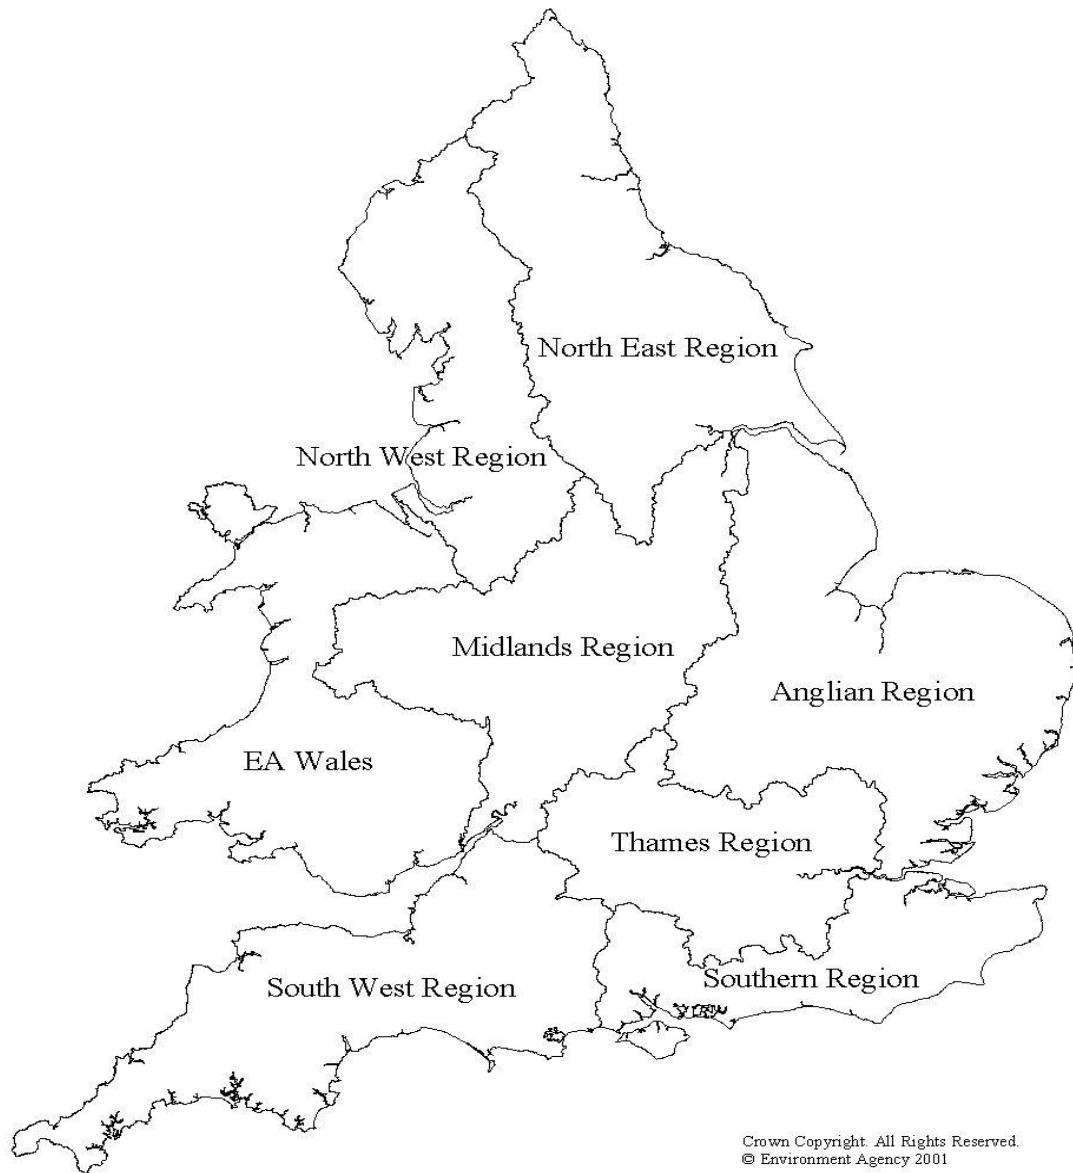 North East Region
North West Region
Midlands Region
Anglian Region
EA Wales
Thames Region
Southern Region
South West Region
Crown Copyright. All Rights Reserved.
© Environment Agency 2001